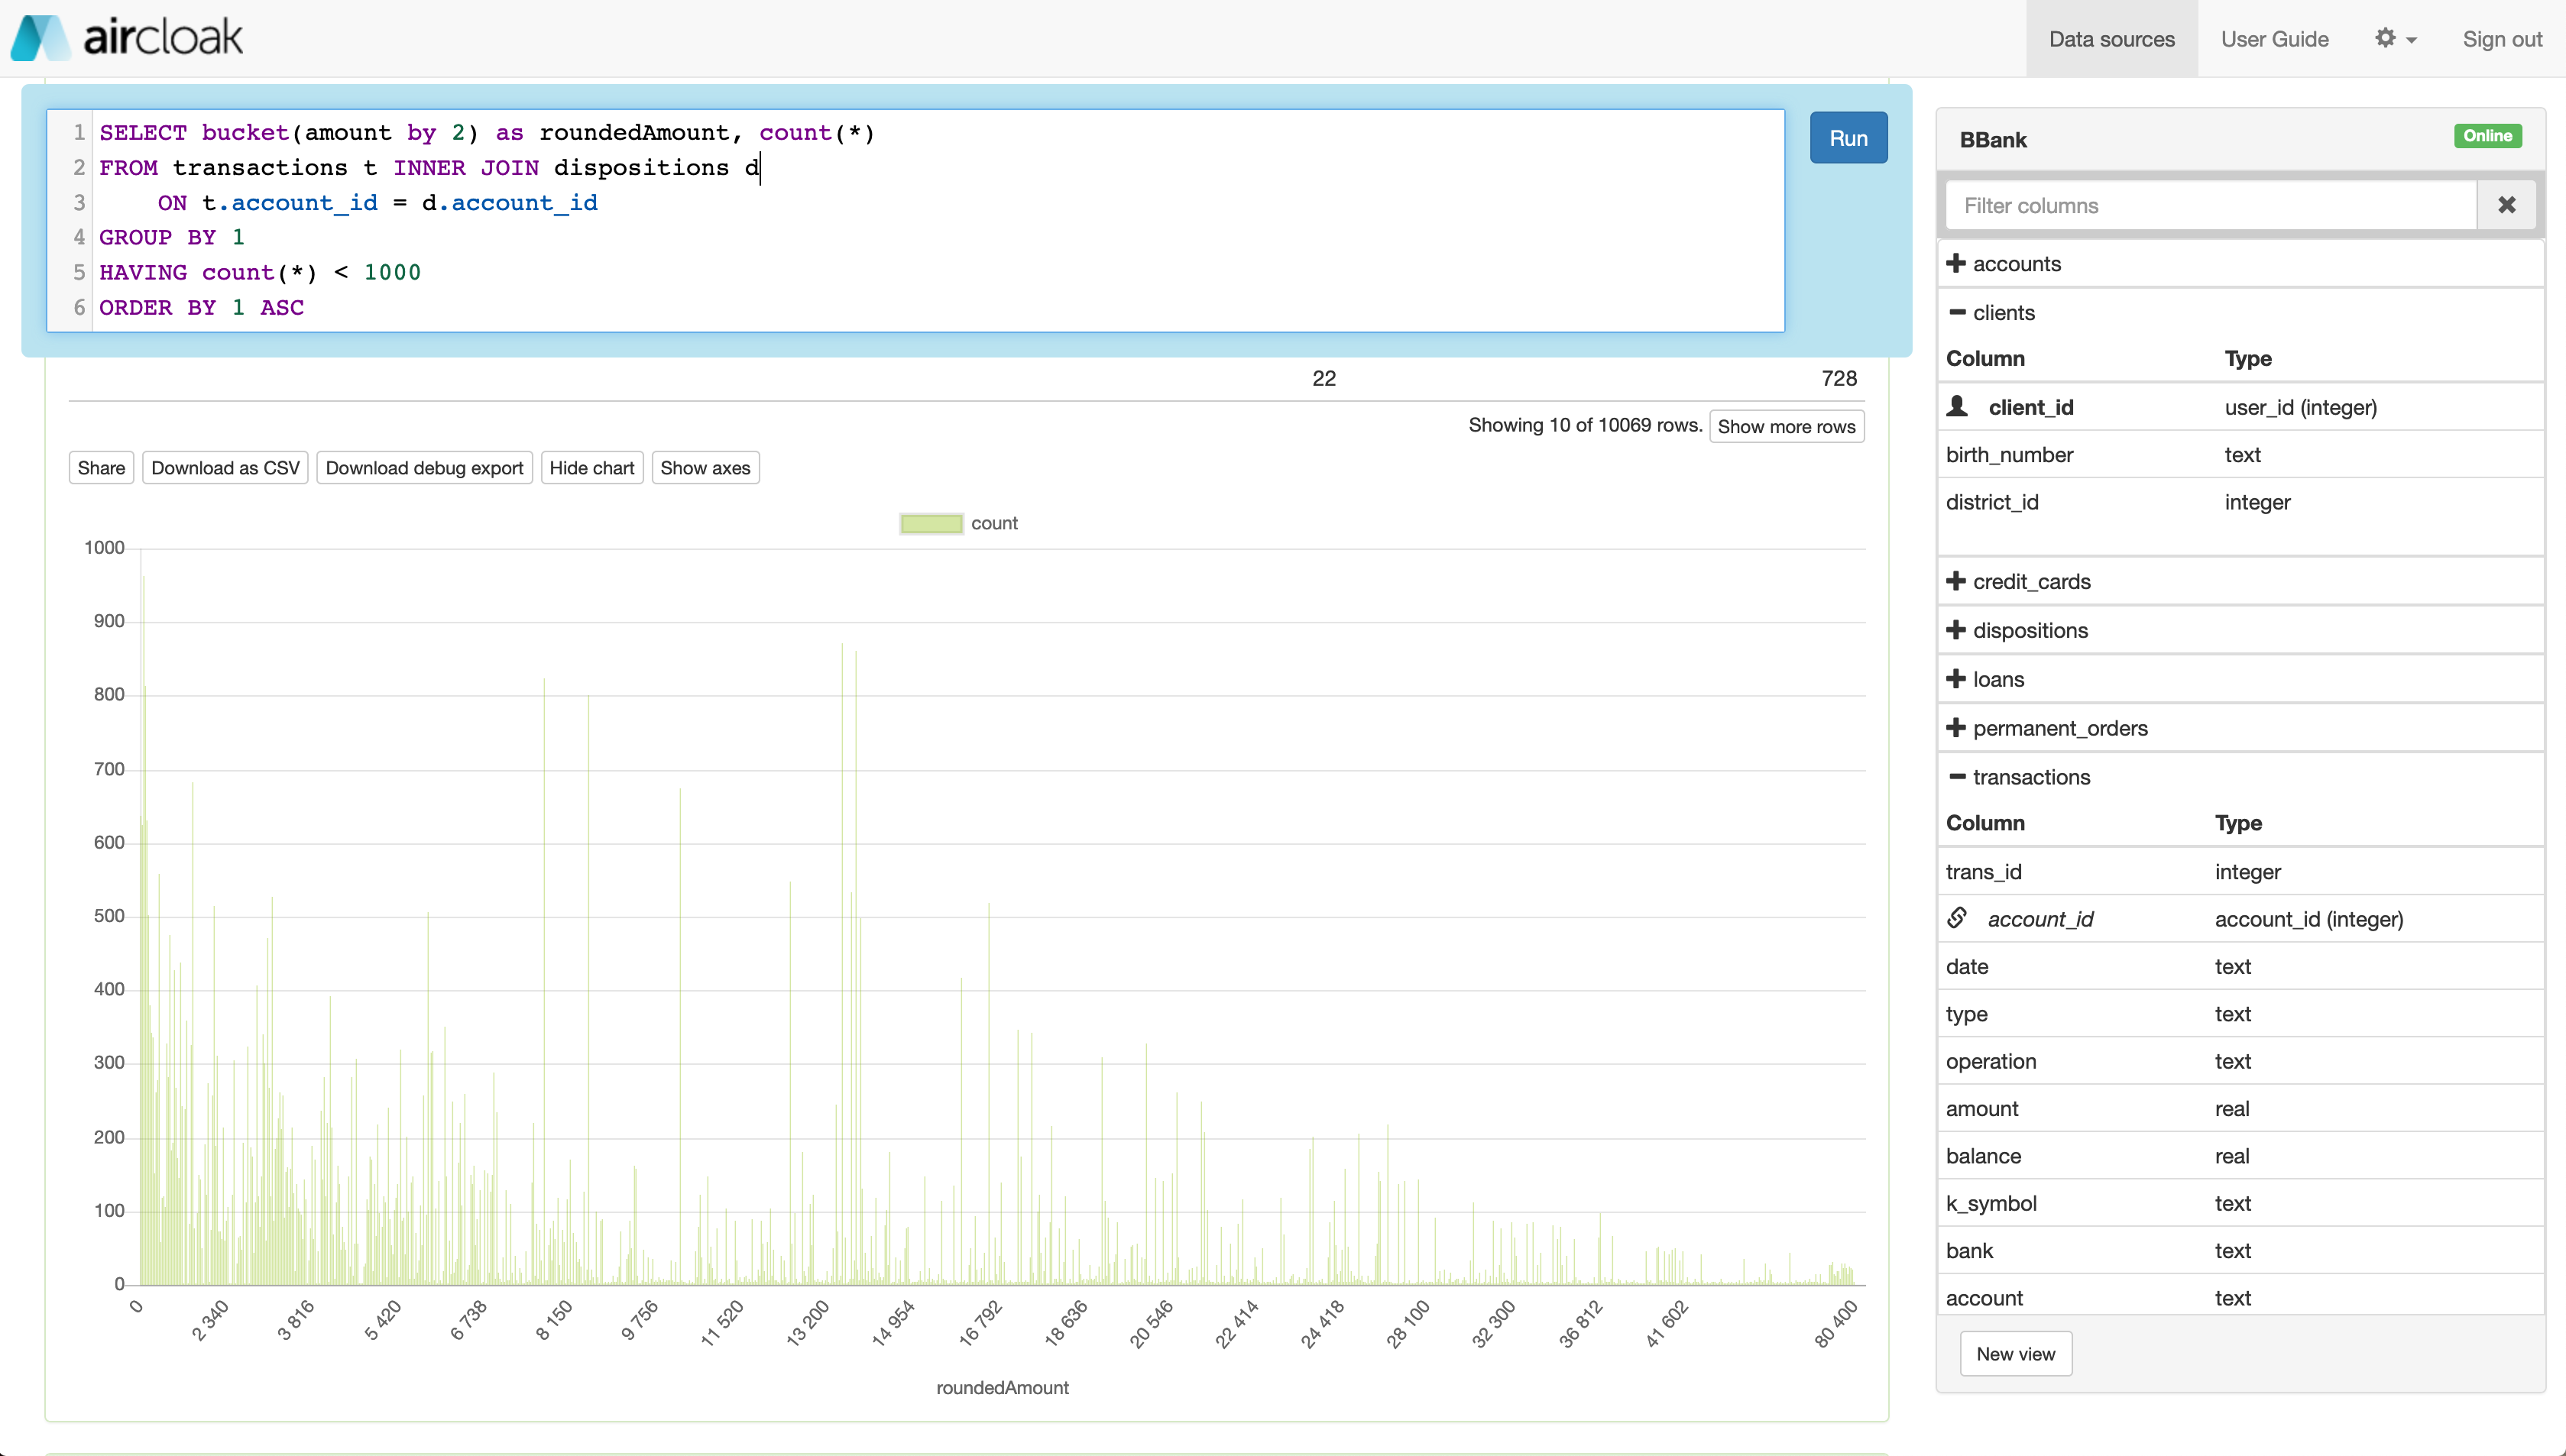 aircloak
Data sources
User Guide
Sign out
1 SELECT bucket(amount by 2) as roundedAmount, count(*)
2 FROM transactions t INNER JOIN dispositions d
3 ON t.account_id = d.account_id
4 GROUP BY 1
5 HAVING count(*) < 1000
6 ORDER BY 1 ASC
Run
22 728
Showing 10 of 10069 rows. Show more rows
Share Download as CSV Download debug export Hide chart Show axes
count
1000
900
800
700
600
500
400
300
200
100
0
0 2 340 3 816 5 420 6 738 8 150 9 756 11 520 13 200 14 954 16 792 18 636 20 546 22 414 24 418 28 100 32 300 36 812 41 602 80 400
roundedAmount
BBank Online
Filter columns
accounts
clients
Column Type
client_id user_id (integer)
birth_number text
district_id integer
credit_cards
dispositions
loans
permanent_orders
transactions
Column Type
trans_id integer
account_id account_id (integer)
date text
type text
operation text
amount real
balance real
k_symbol text
bank text
account text
New view